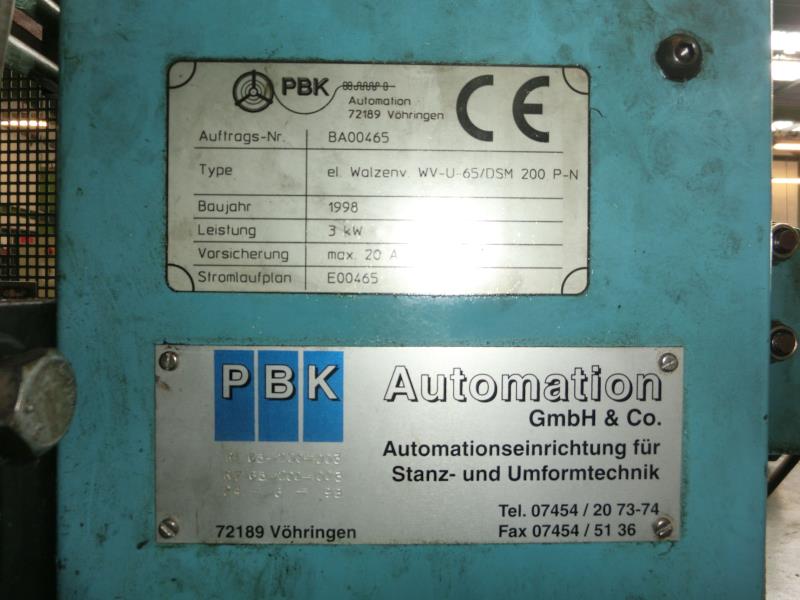 PBK
Automation
72189 Vöhringen
CE
Auftrags-Nr. BA00465
Type el. Walzenv. WV-U-65/DSM 200 P-N
Baujahr 1998
Leistung 3 kW
Vorsicherung max. 20 A
Stromlaufplan E00465
PBK Automation
GmbH & Co.
Automationseinrichtung für
Stanz- und Umformtechnik
Tel. 07454 / 20 73-74
72189 Vöhringen Fax 07454 / 51 36